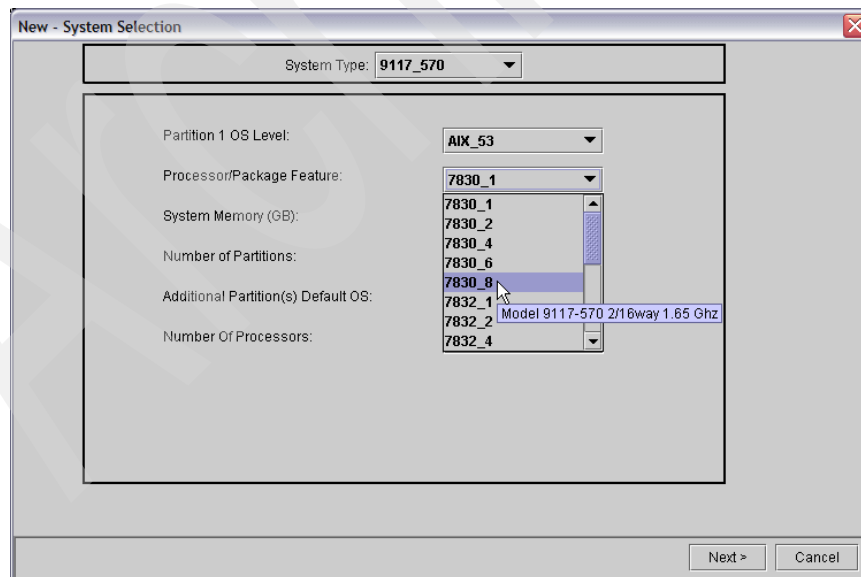 New - System Selection
System Type: 9117_570
Partition 1 OS Level: AIX_53
Processor/Package Feature: 7830_1
7830_1
System Memory (GB):
7830_2
7830_4
Number of Partitions:
7830_6
7830_8
Additional Partition(s) Default OS:
7832_1
Model 9117-570 2/16way 1.65 Ghz
7832_2
Number Of Processors:
7832_4
Next >
Cancel